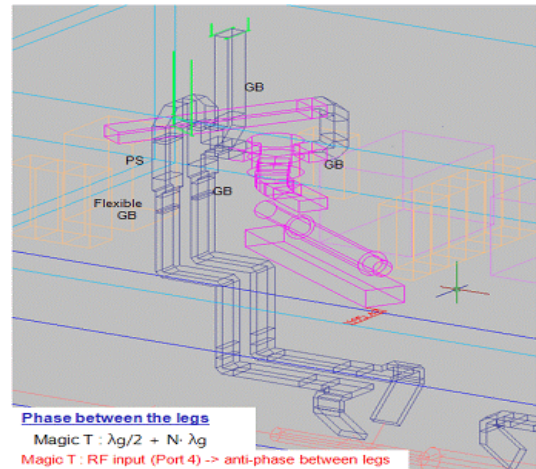 GB
PS
GB
GB
Flexible
GB
Phase between the legs
Magic T : λg/2 + N· λg
Magic T : RF input (Port 4) -> anti-phase between legs